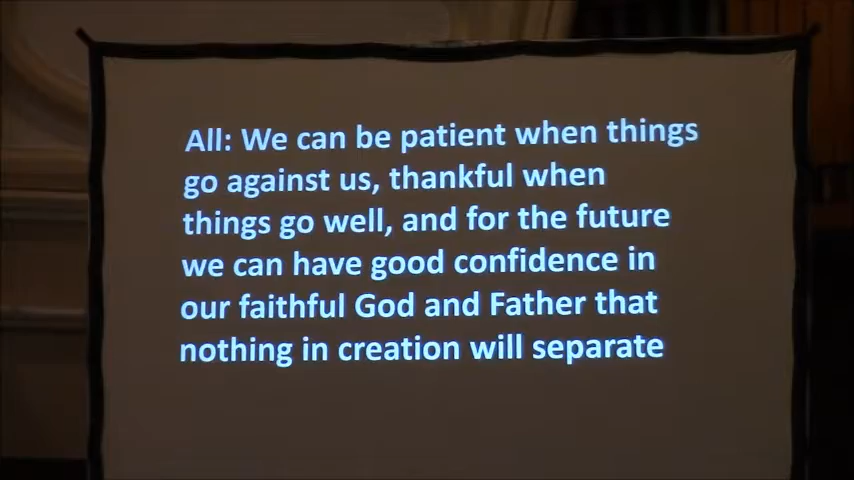 All: We can be patient when things
go against us, thankful when
things go well, and for the future
we can have good confidence in
our faithful God and Father that
nothing in creation will separate